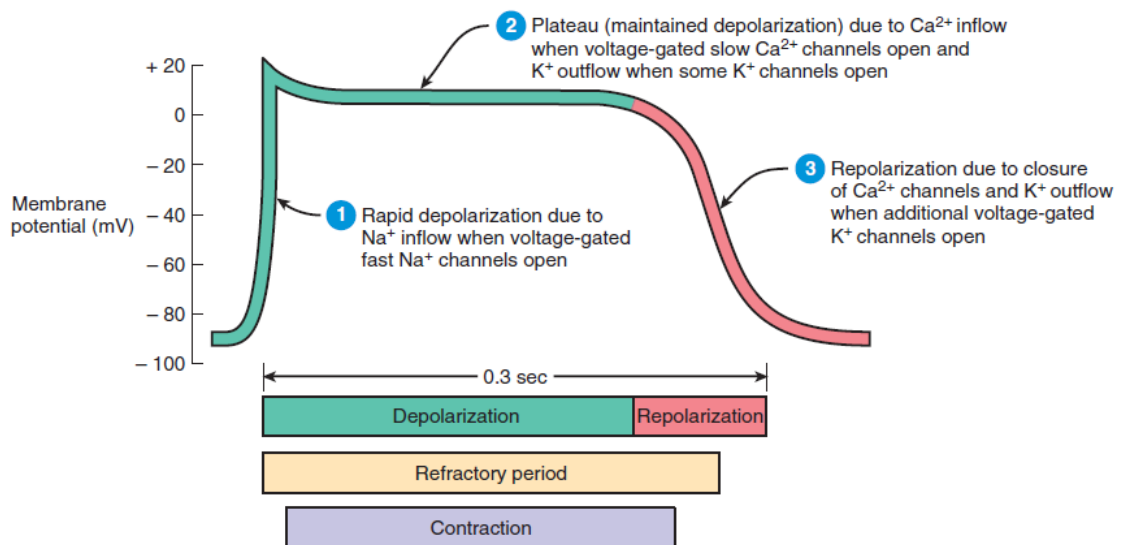 2 Plateau (maintained depolarization) due to Ca2+ inflow
when voltage-gated slow Ca2+ channels open and
K+ outflow when some K+ channels open
+ 20
0
– 20
– 40
– 60
– 80
– 100
Membrane
potential (mV)
1 Rapid depolarization due to
Na+ inflow when voltage-gated
fast Na+ channels open
3 Repolarization due to closure
of Ca2+ channels and K+ outflow
when additional voltage-gated
K+ channels open
0.3 sec
Depolarization
Repolarization
Refractory period
Contraction